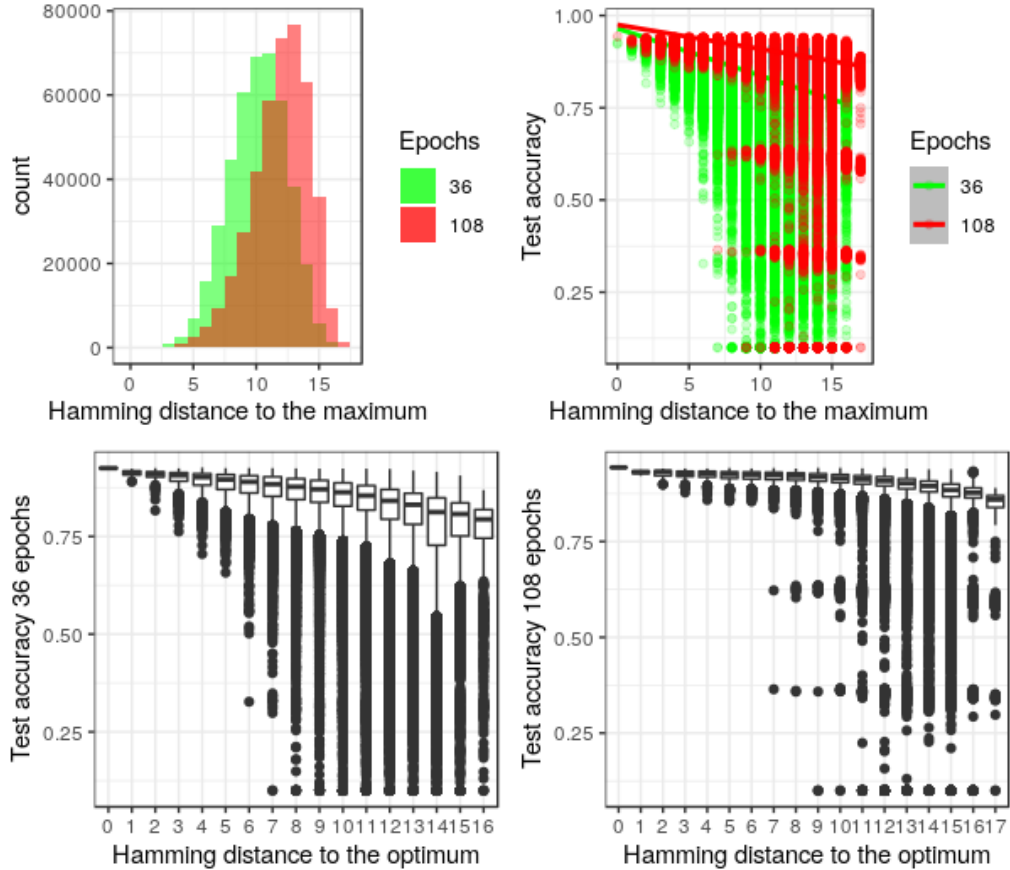 80000
60000
40000
20000
0
count
0 5 10 15
Hamming distance to the maximum
Epochs
36
108
1.00
0.75
0.50
0.25
Test accuracy
0 5 10 15
Hamming distance to the maximum
Epochs
36
108
0.75
0.50
0.25
Test accuracy 36 epochs
0 1 2 3 4 5 6 7 8 9 10 11 12 13 14 15 16
Hamming distance to the optimum
0.75
0.50
0.25
Test accuracy 108 epochs
0 1 2 3 4 5 6 7 8 9 10 11 12 13 14 15 16 17
Hamming distance to the optimum